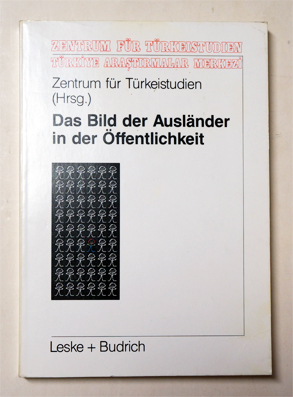 ZENTRUM FÜR TÜRKEISTUDIEN
TÜRKİYE ARAŞTIRMALAR MERKEZİ
Zentrum für Türkeistudien
(Hrsg.)
Das Bild der Ausländer
in der Öffentlichkeit
Leske + Budrich